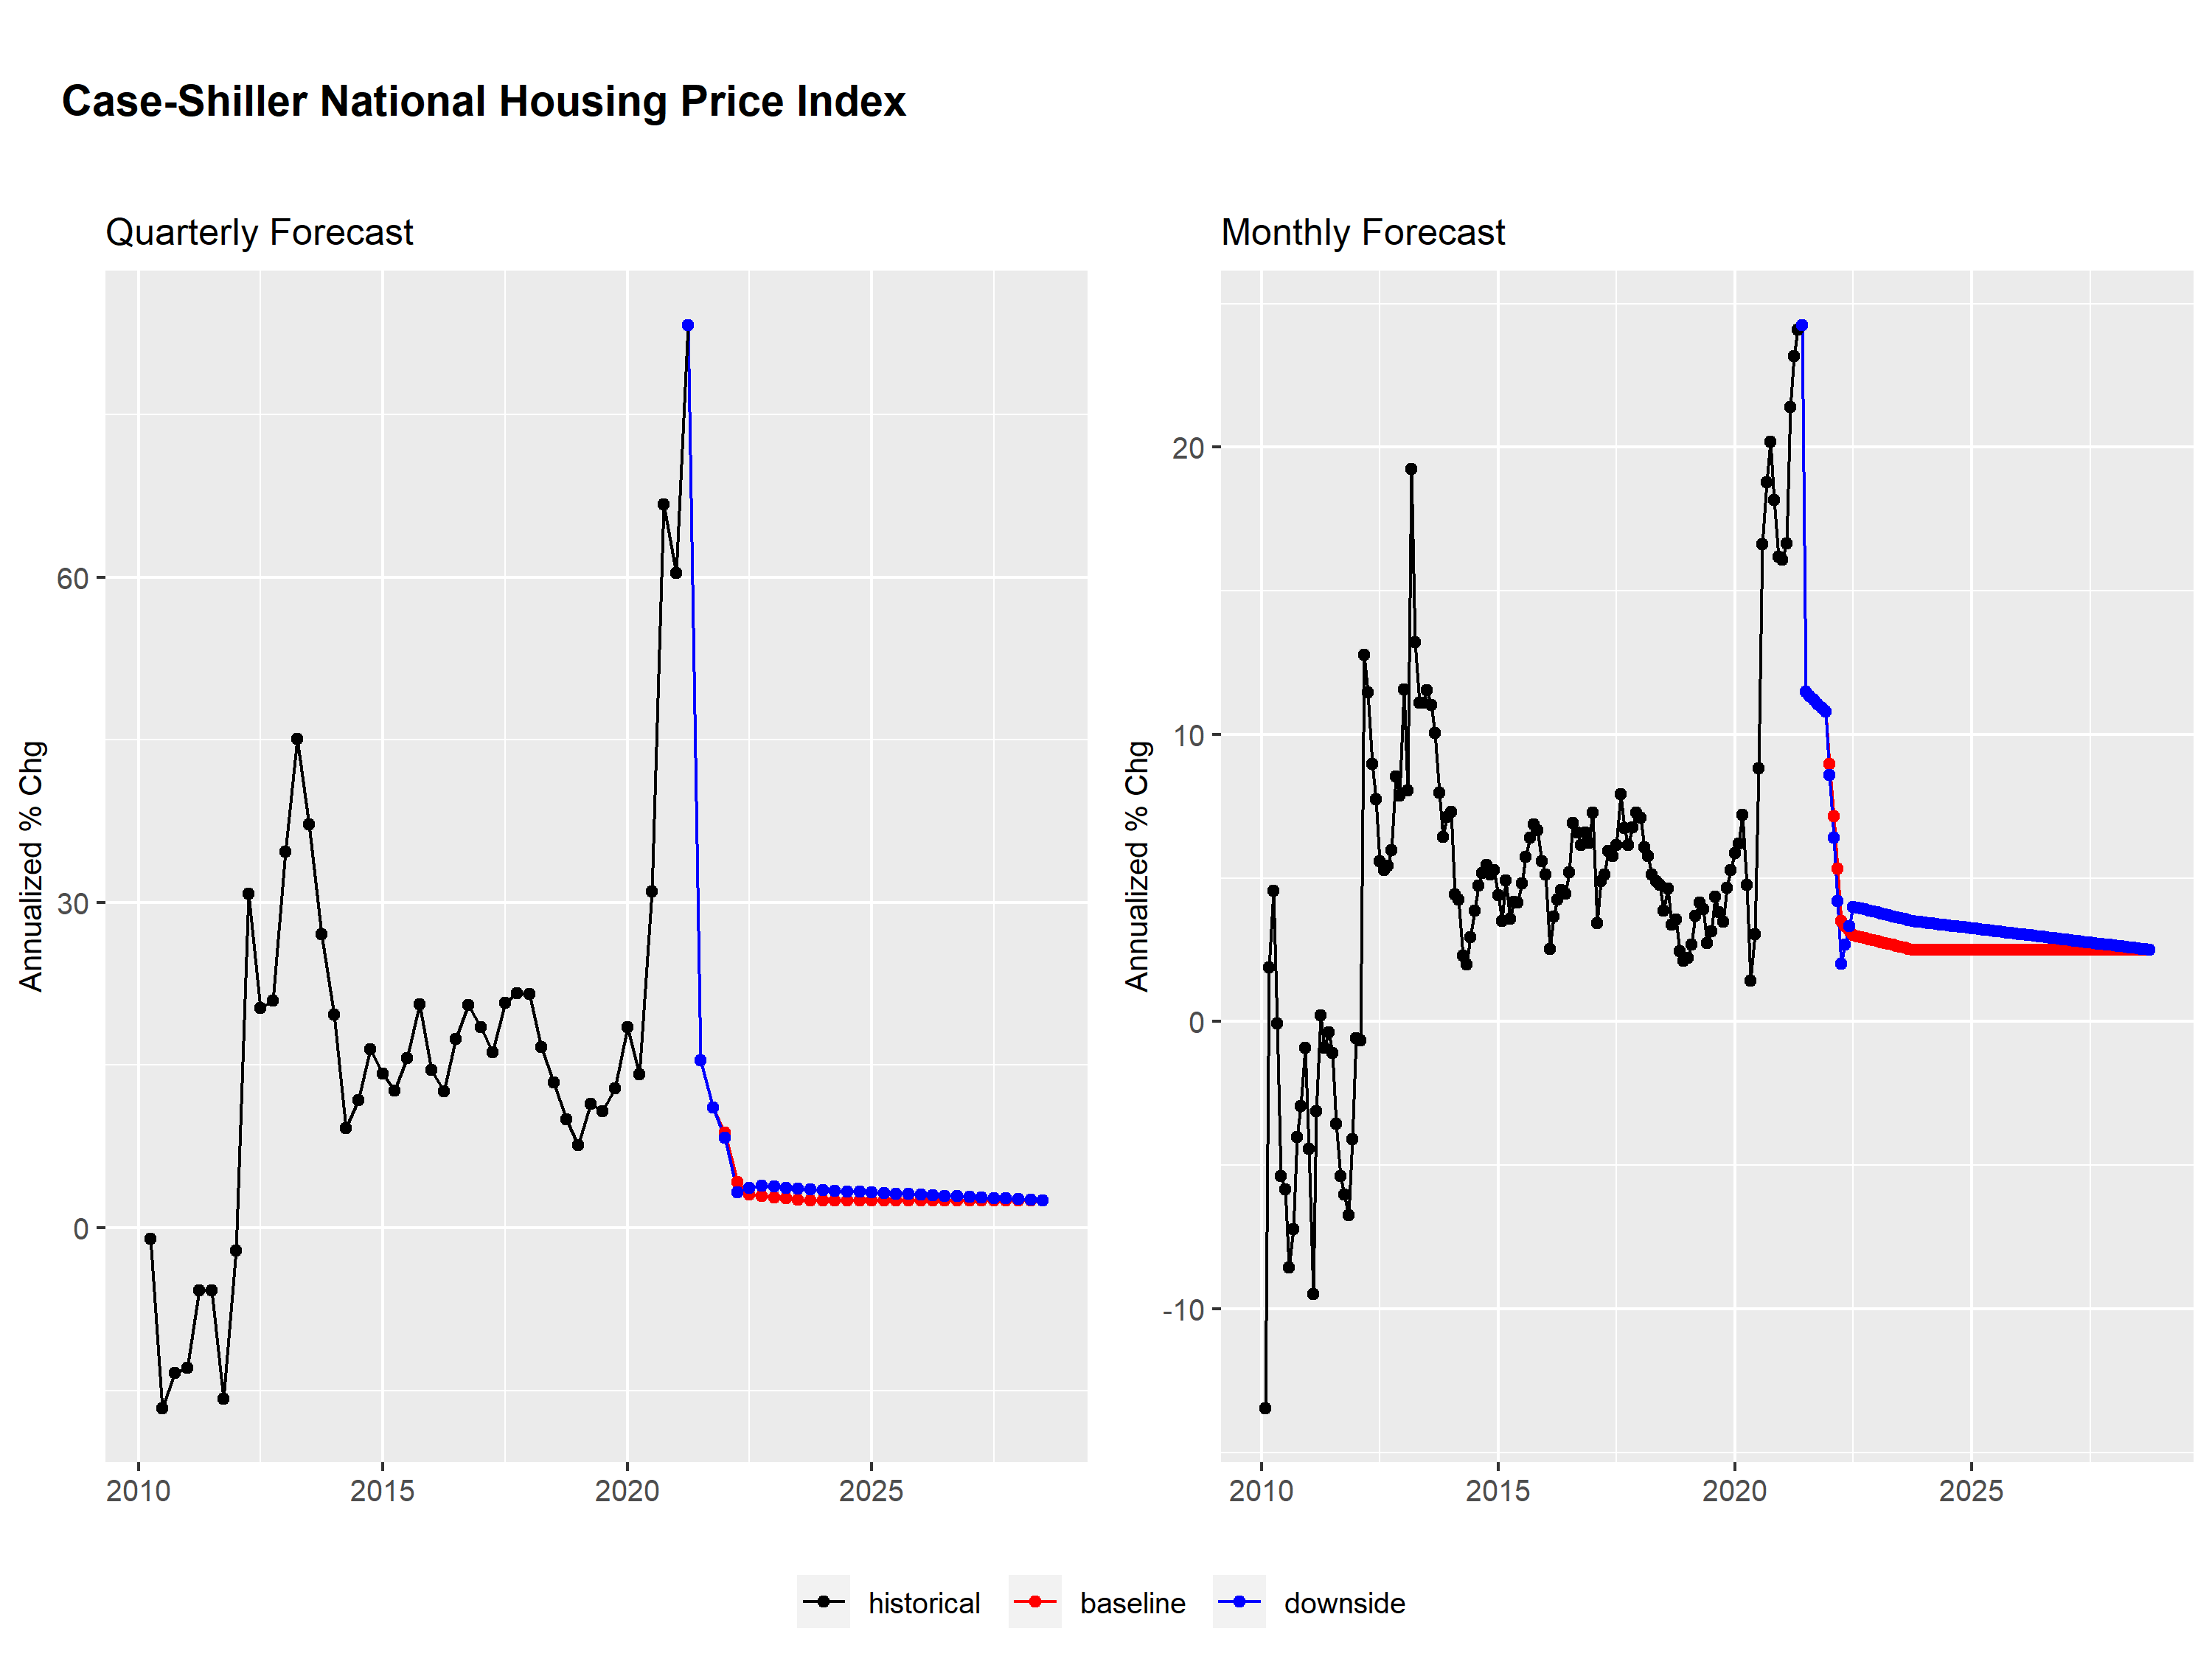 Case-Shiller National Housing Price Index
Quarterly Forecast
Annualized % Chg
60
30
0
2010 2015 2020 2025
Monthly Forecast
Annualized % Chg
20
10
0
-10
2010 2015 2020 2025
historical baseline downside